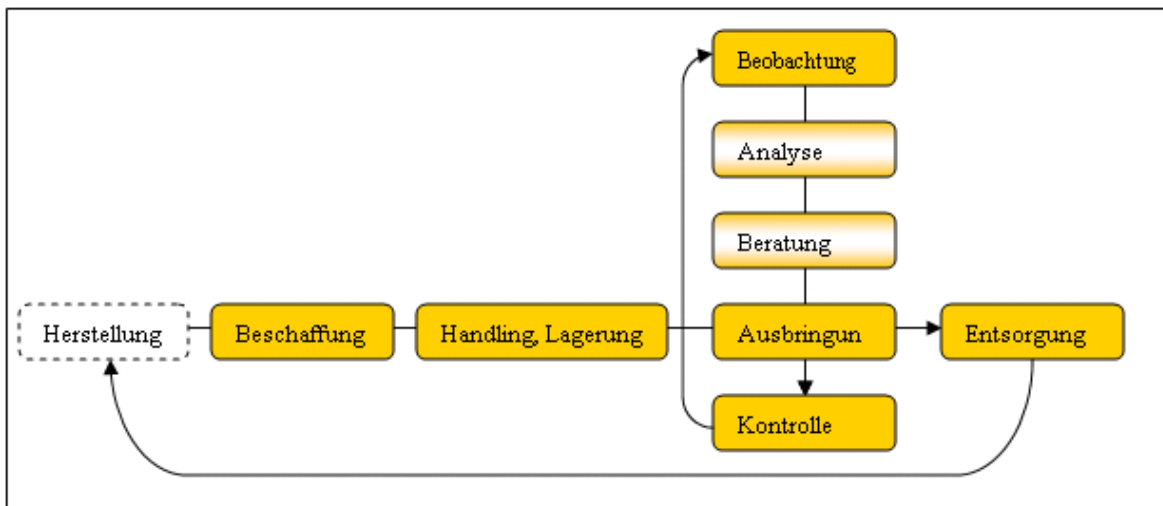 Beobachtung
Analyse
Beratung
Herstellung
Beschaffung
Handling, Lagerung
Ausbringun
Entsorgung
Kontrolle